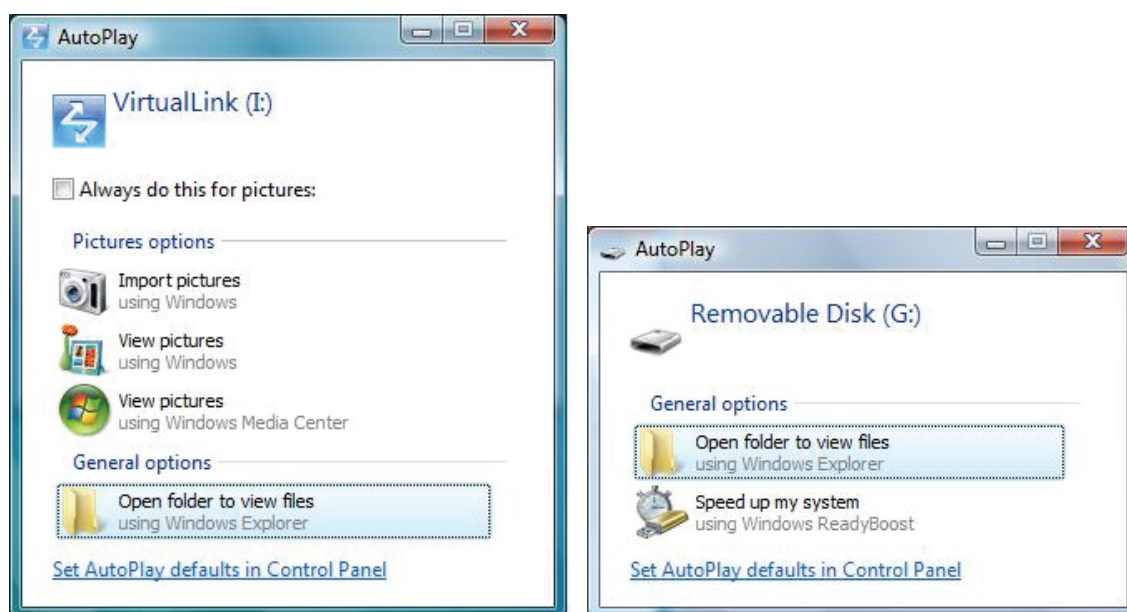 AutoPlay
VirtualLink (I:)
Always do this for pictures:
Pictures options
Import pictures
using Windows
View pictures
using Windows
View pictures
using Windows Media Center
General options
Open folder to view files
using Windows Explorer
Set AutoPlay defaults in Control Panel
AutoPlay
Removable Disk (G:)
General options
Open folder to view files
using Windows Explorer
Speed up my system
using Windows ReadyBoost
Set AutoPlay defaults in Control Panel